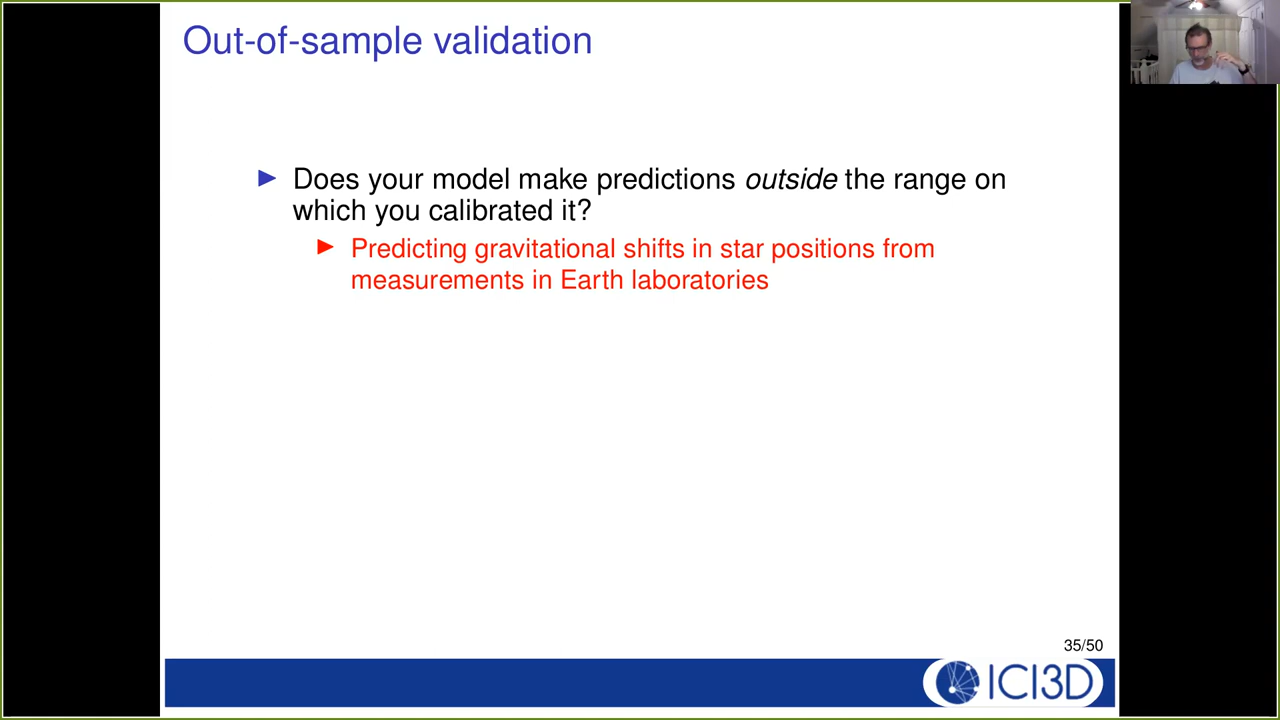 Out-of-sample validation
Does your model make predictions outside the range on
which you calibrated it?
Predicting gravitational shifts in star positions from
measurements in Earth laboratories
35/50
ICI3D